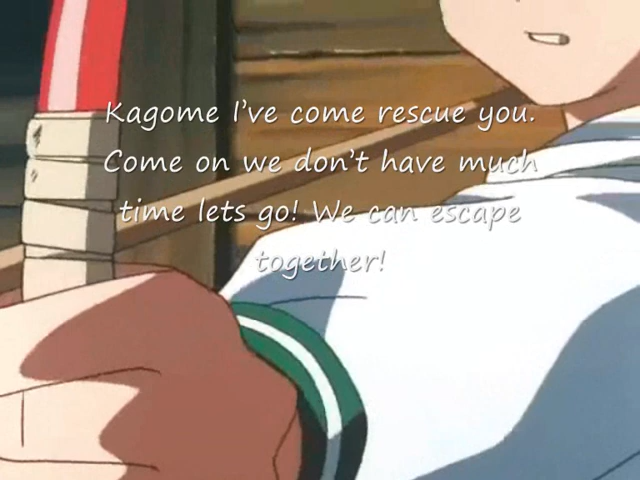 Kagome I've come rescue you.
Come on we don't have much
time lets go! We can escape
together!